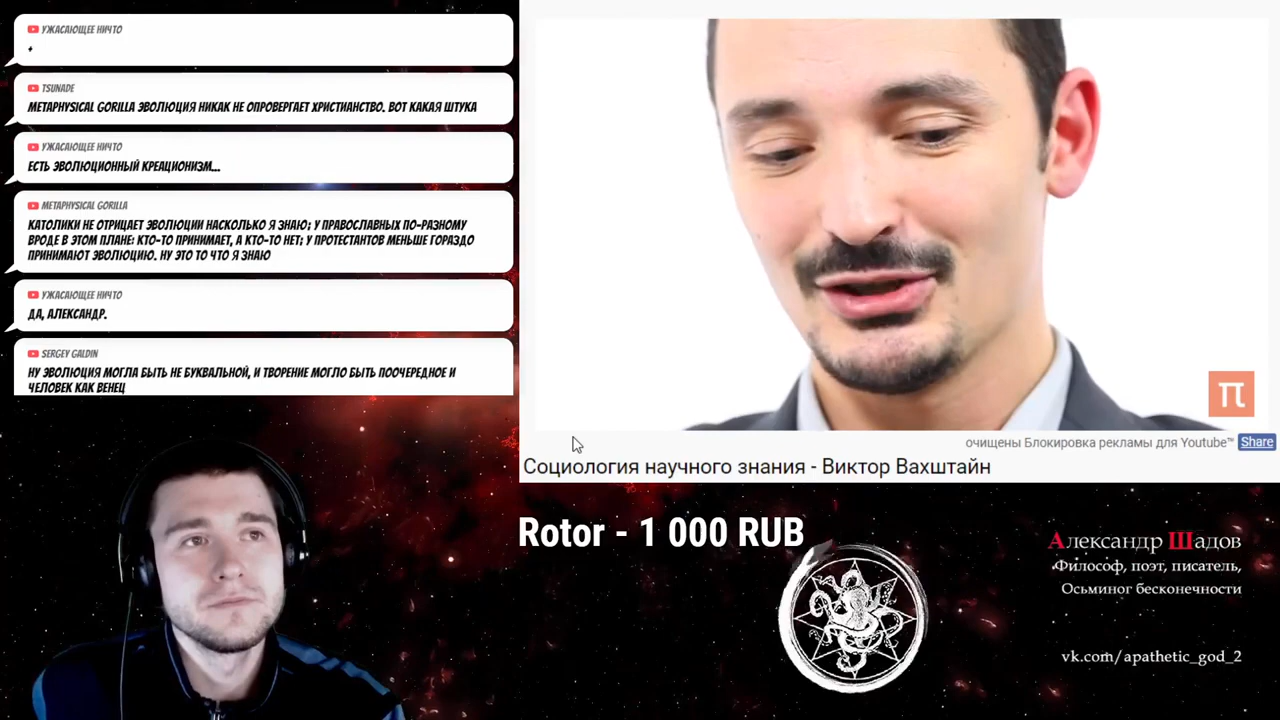 УЖАСАЮЩЕЕ НИЧТО
+
TSUNADE
METAPHYSICAL GORILLA ЭВОЛЮЦИЯ НИКАК НЕ ОПРОВЕРГАЕТ ХРИСТИАНСТВО. ВОТ КАКАЯ ШТУКА
УЖАСАЮЩЕЕ НИЧТО
ЕСТЬ ЭВОЛЮЦИОННЫЙ КРЕАЦИОНИЗМ...
METAPHYSICAL GORILLA
КАТОЛИКИ НЕ ОТРИЦАЕТ ЭВОЛЮЦИИ НАСКОЛЬКО Я ЗНАЮ; У ПРАВОСЛАВНЫХ ПО-РАЗНОМУ
ВРОДЕ В ЭТОМ ПЛАНЕ: КТО-ТО ПРИНИМАЕТ, А КТО-ТО НЕТ; У ПРОТЕСТАНТОВ МЕНЬШЕ ГОРАЗДО
ПРИНИМАЮТ ЭВОЛЮЦИЮ. НУ ЭТО ТО ЧТО Я ЗНАЮ
УЖАСАЮЩЕЕ НИЧТО
ДА, АЛЕКСАНДР.
SERGEY GALDIN
НУ ЭВОЛЮЦИЯ МОГЛА БЫТЬ НЕ БУКВАЛЬНОЙ, И ТВОРЕНИЕ МОГЛО БЫТЬ ПООЧЕРЕДНОЕ И
ЧЕЛОВЕК КАК ВЕНЕЦ
π
очищены Блокировка рекламы для Youtube™ Share
Социология научного знания - Виктор Вахштайн
Rotor - 1 000 RUB
Александр Шадов
Философ, поэт, писатель,
Осьминог бесконечности
vk.com/apathetic_god_2